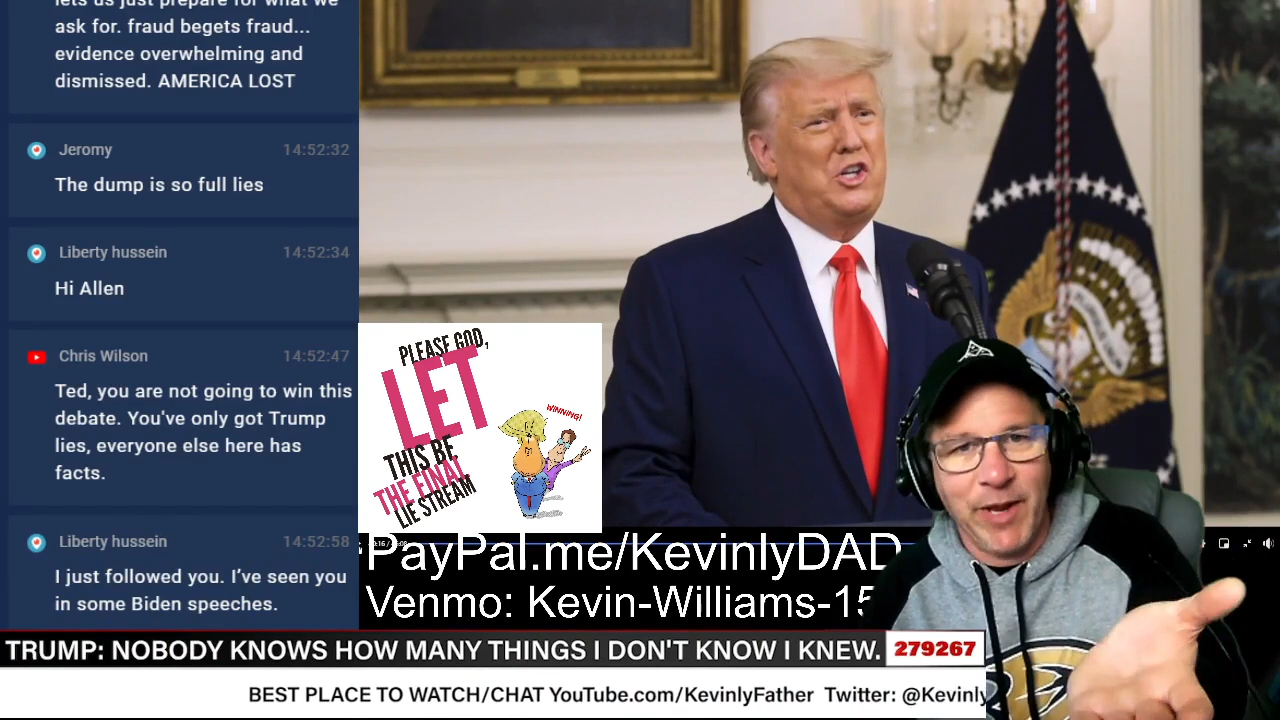 lets us just prepare for what we
ask for. fraud begets fraud...
evidence overwhelming and
dismissed. AMERICA LOST
Jeromy 14:52:32
The dump is so full lies
Liberty hussein 14:52:34
Hi Allen
Chris Wilson 14:52:47
Ted, you are not going to win this
debate. You've only got Trump
lies, everyone else here has
facts.
Liberty hussein 14:52:58
I just followed you. I’ve seen you
in some Biden speeches.
PLEASE GOD,
LET
THIS BE
THE FINAL
LIE STREAM
WINNING!
PayPal.me/KevinlyDAD
Venmo: Kevin-Williams-15
TRUMP: NOBODY KNOWS HOW MANY THINGS I DON'T KNOW I KNEW. 279267
BEST PLACE TO WATCH/CHAT YouTube.com/KevinlyFather Twitter: @Kevinly